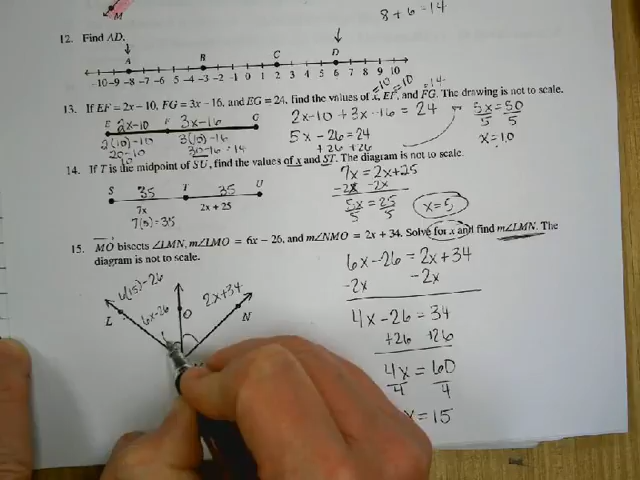 M
8 + 6 = 14
12. Find AD.
A B C D
-10 -9 -8 -7 -6 -5 -4 -3 -2 -1 0 1 2 3 4 5 6 7 8 9 10
=10 =10 =14
13. If EF = 2x - 10, FG = 3x - 16, and EG = 24, find the values of x, EF, and FG. The drawing is not to scale.
E 2x-10 F 3x-16 G
2(10)-10 3(10)-16
20-10 30-16 = 14
10
2x-10 + 3x-16 = 24
5x - 26 = 24
+26 +26
5x = 50
5 5
x = 10
14. If T is the midpoint of SU, find the values of x and ST. The diagram is not to scale.
S 35 T 35 U
7x 2x + 25
7(5) = 35
7x = 2x+25
-2x -2x
5x = 25
5 5
x=5
15. MO bisects ∠LMN, m∠LMO = 6x - 26, and m∠NMO = 2x + 34. Solve for x and find m∠LMN. The
diagram is not to scale.
6(15)-26
6x-26
2x+34
L O N
6x-26 = 2x+34
-2x -2x
4x-26 = 34
+26 +26
4x = 60
4 4
x = 15